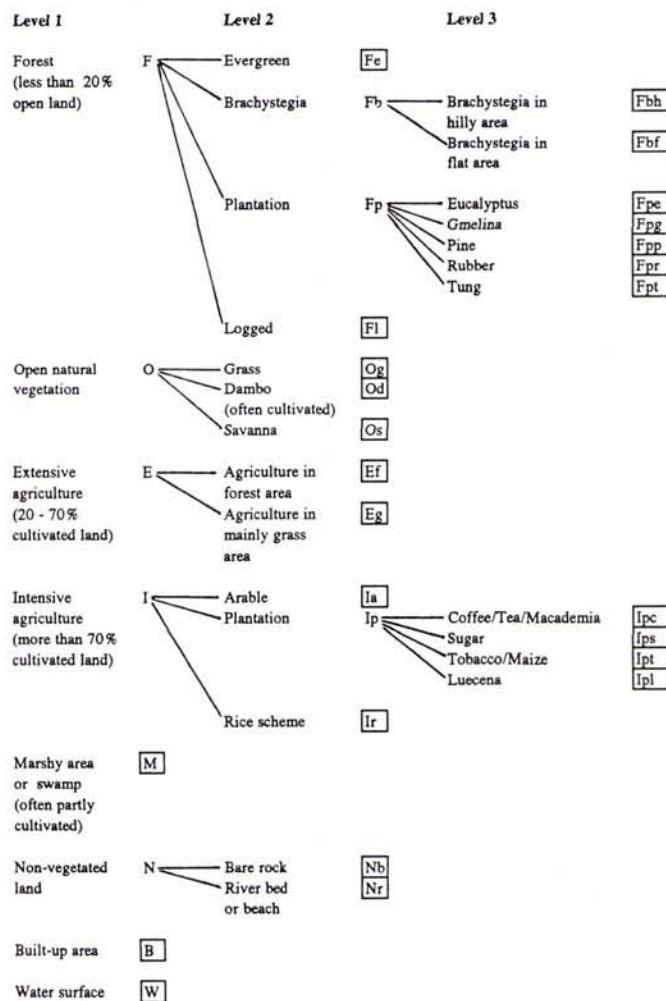 Level 1 Level 2 Level 3
Forest F Evergreen Fe
(less than 20%
open land) Brachystegia Fb Brachystegia in Fbh
hilly area
Brachystegia in Fbf
flat area
Plantation Fp Eucalyptus Fpe
Gmelina Fpg
Pine Fpp
Rubber Fpr
Tung Fpt
Logged Fl
Open natural O Grass Og
vegetation Dambo Od
(often cultivated)
Savanna Os
Extensive E Agriculture in Ef
agriculture forest area
(20 - 70% Agriculture in Eg
cultivated land) mainly grass
area
Intensive I Arable Ia
agriculture Plantation Ip Coffee/Tea/Macademia Ipc
(more than 70% Sugar Ips
cultivated land) Tobacco/Maize Ipt
Luecena Ipl
Rice scheme Ir
Marshy area M
or swamp
(often partly
cultivated)
Non-vegetated N Bare rock Nb
land River bed Nr
or beach
Built-up area B
Water surface W